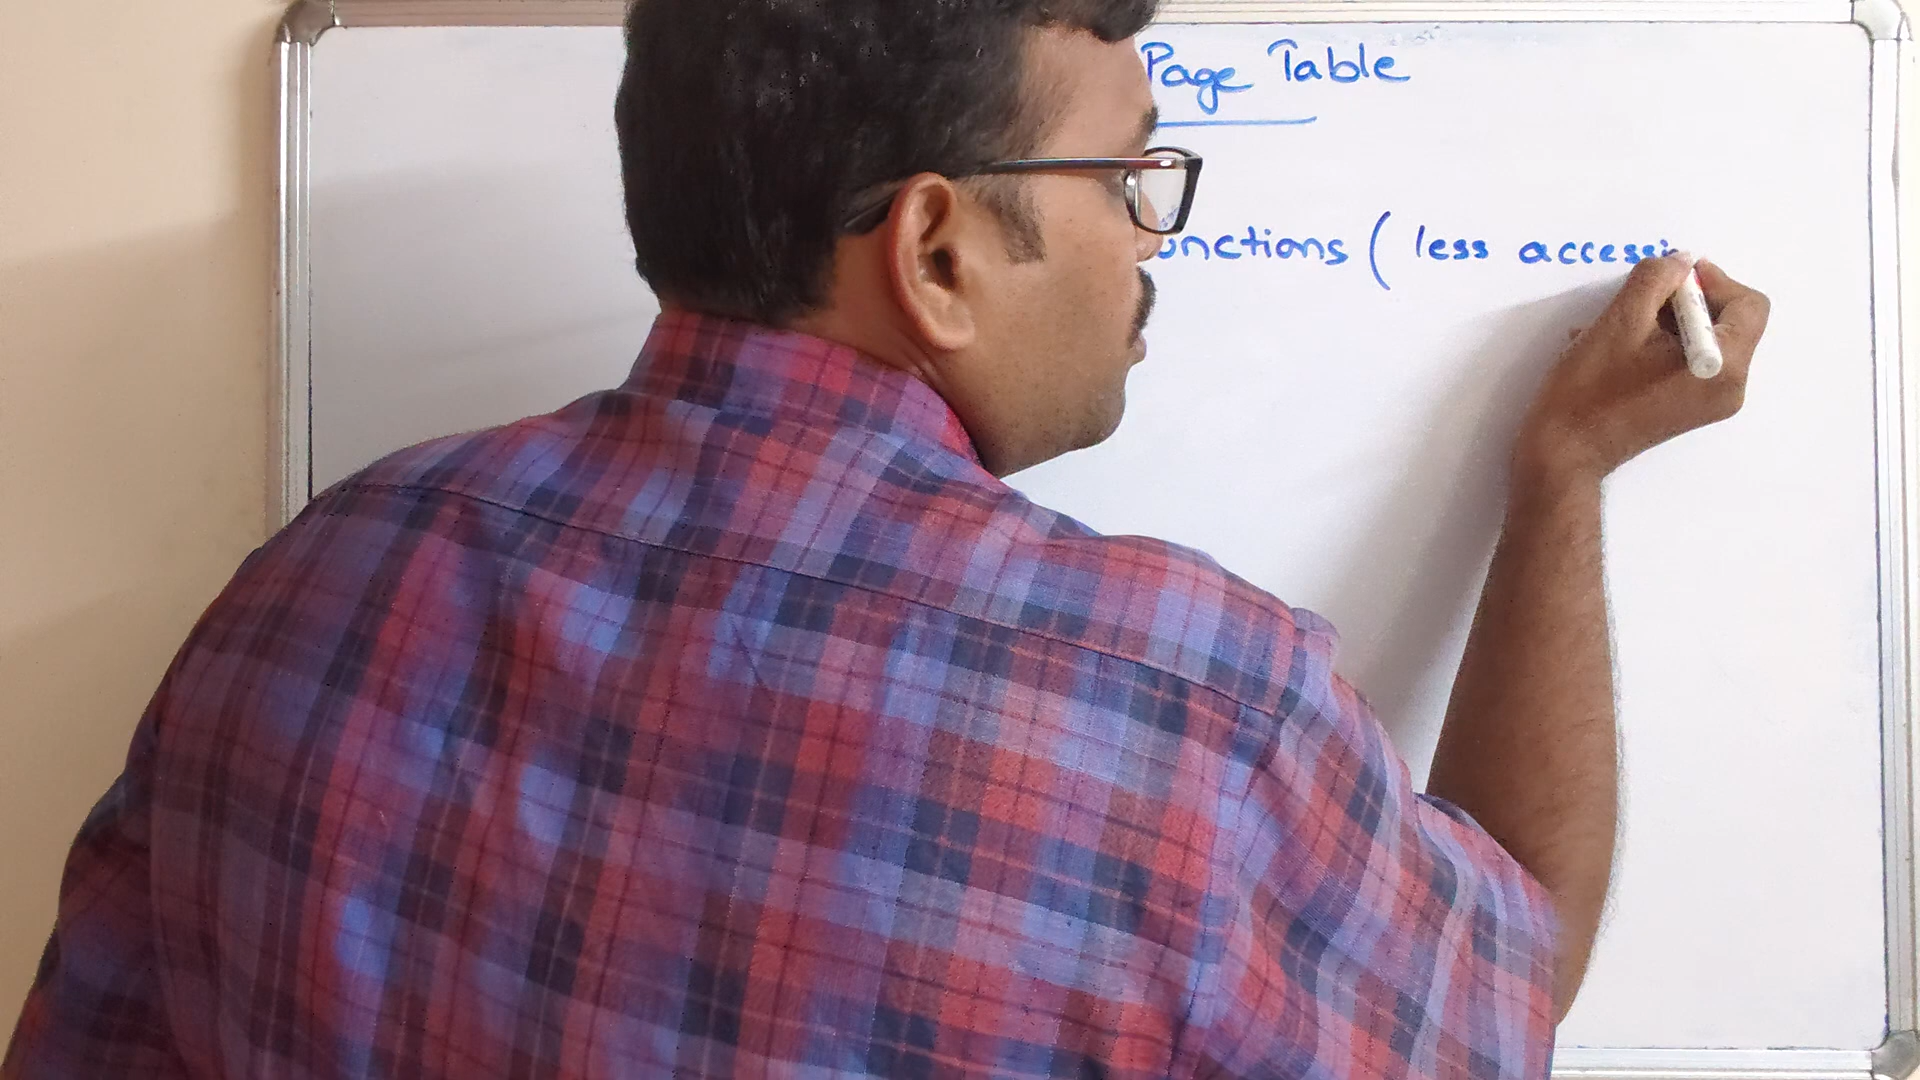 Page Table
unctions ( less accessi